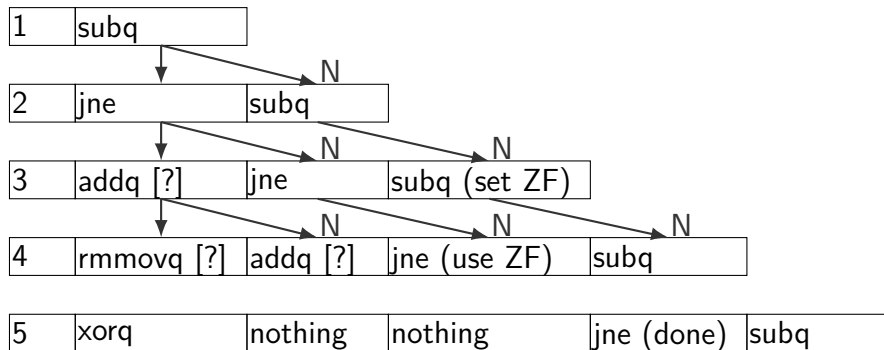 1 subq
N
2 jne subq
N N
3 addq [?] jne subq (set ZF)
N N N
4 rmmovq [?] addq [?] jne (use ZF) subq
5 xorq nothing nothing jne (done) subq